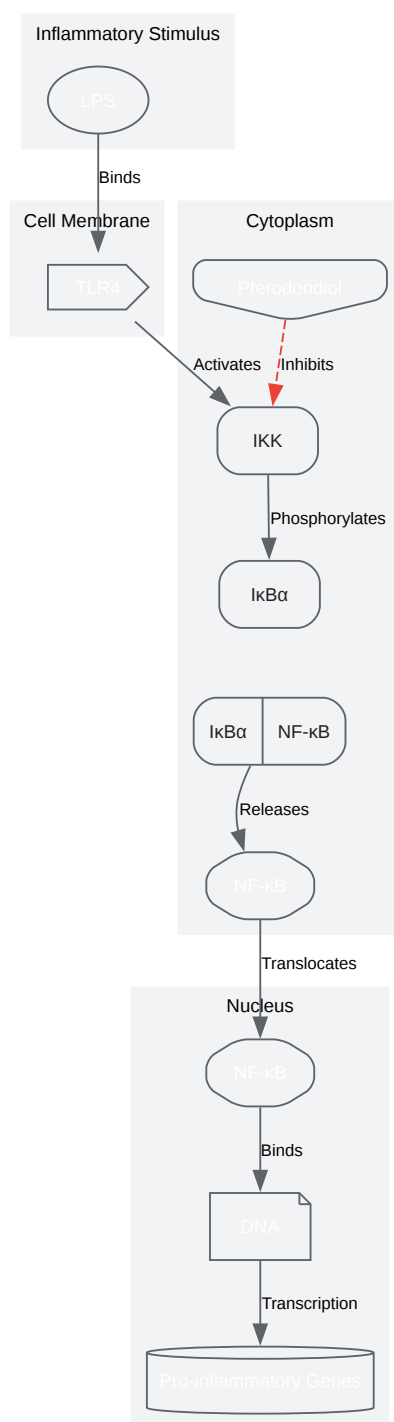 Inflammatory Stimulus
LPS
Binds
Cell Membrane
Cytoplasm
TLR4
Pterodondiol
Activates
Inhibits
IKK
Phosphorylates
IκBα
IκBα
NF-κB
Releases
NF-κB
Translocates
Nucleus
NF-κB
Binds
DNA
Transcription
Pro-inflammatory Genes